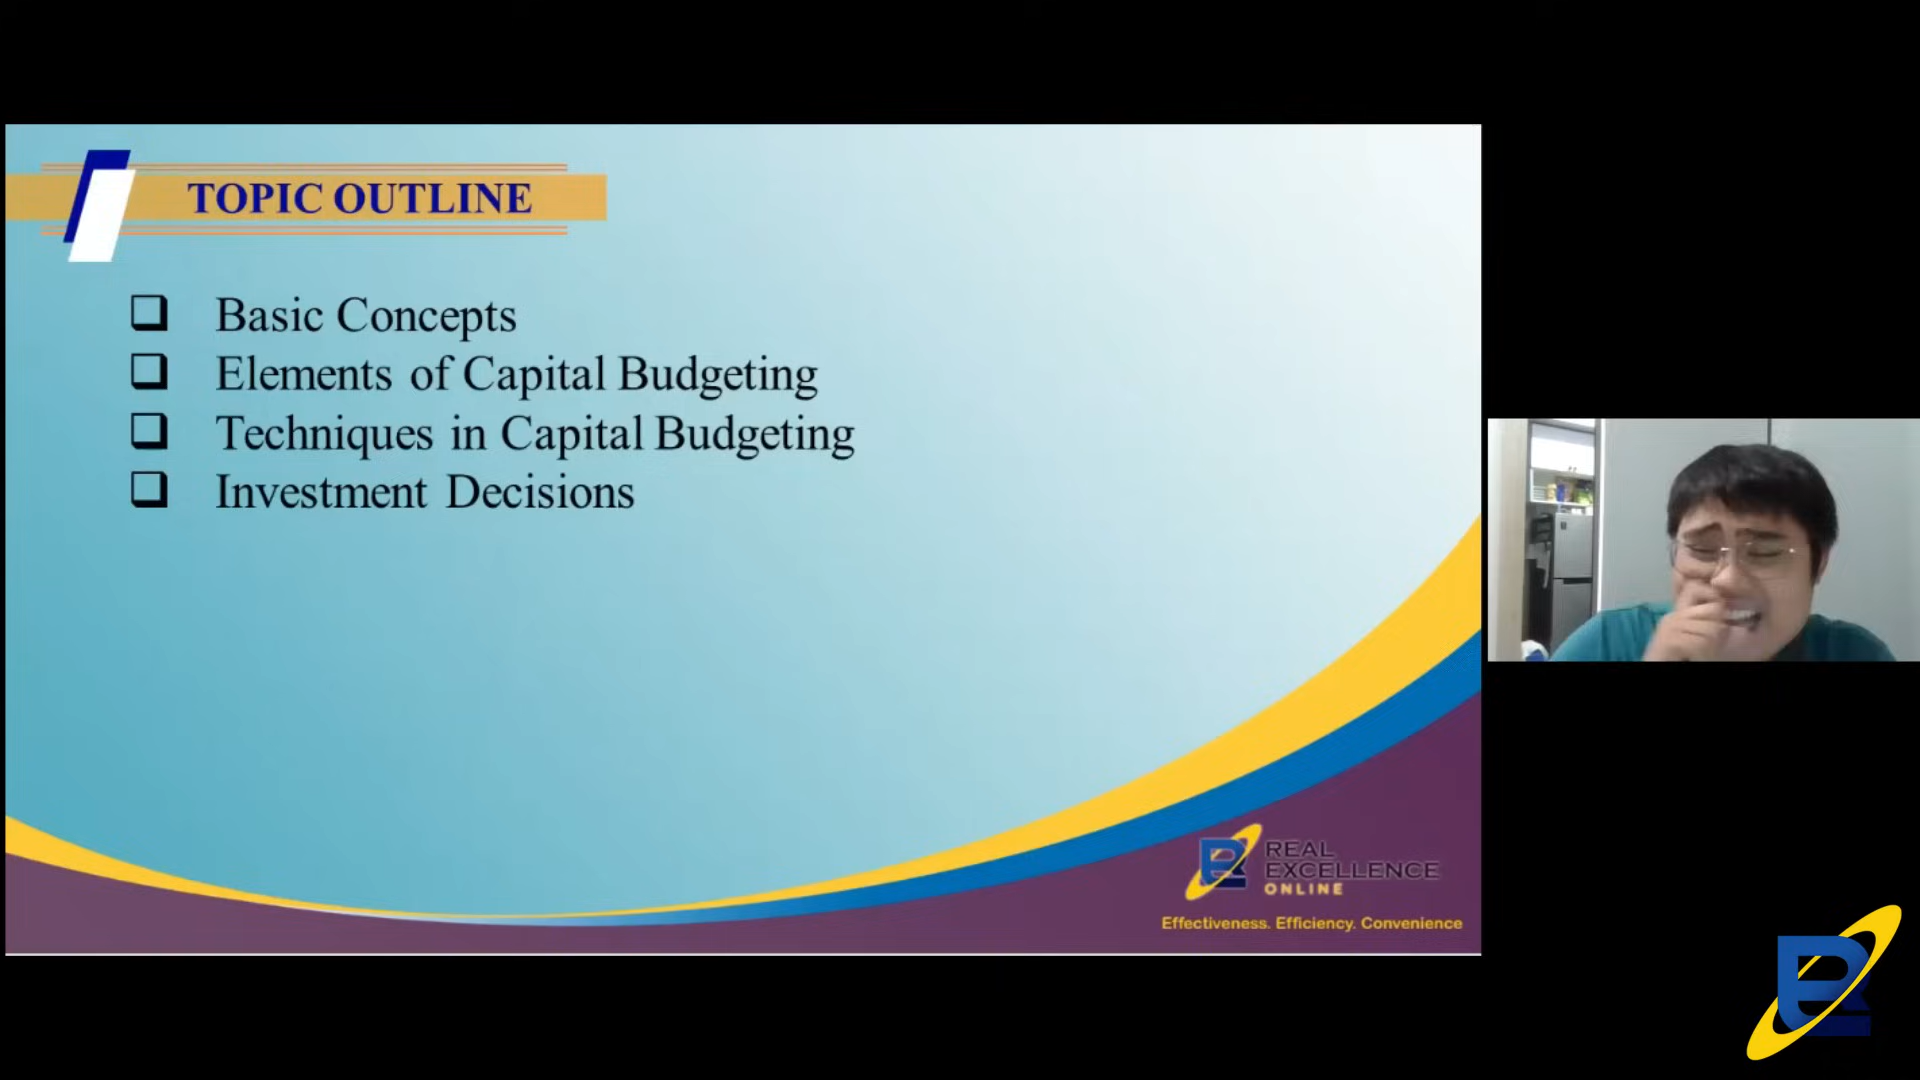 TOPIC OUTLINE
Basic Concepts
Elements of Capital Budgeting
Techniques in Capital Budgeting
Investment Decisions
REAL
EXCELLENCE
ONLINE
Effectiveness. Efficiency. Convenience